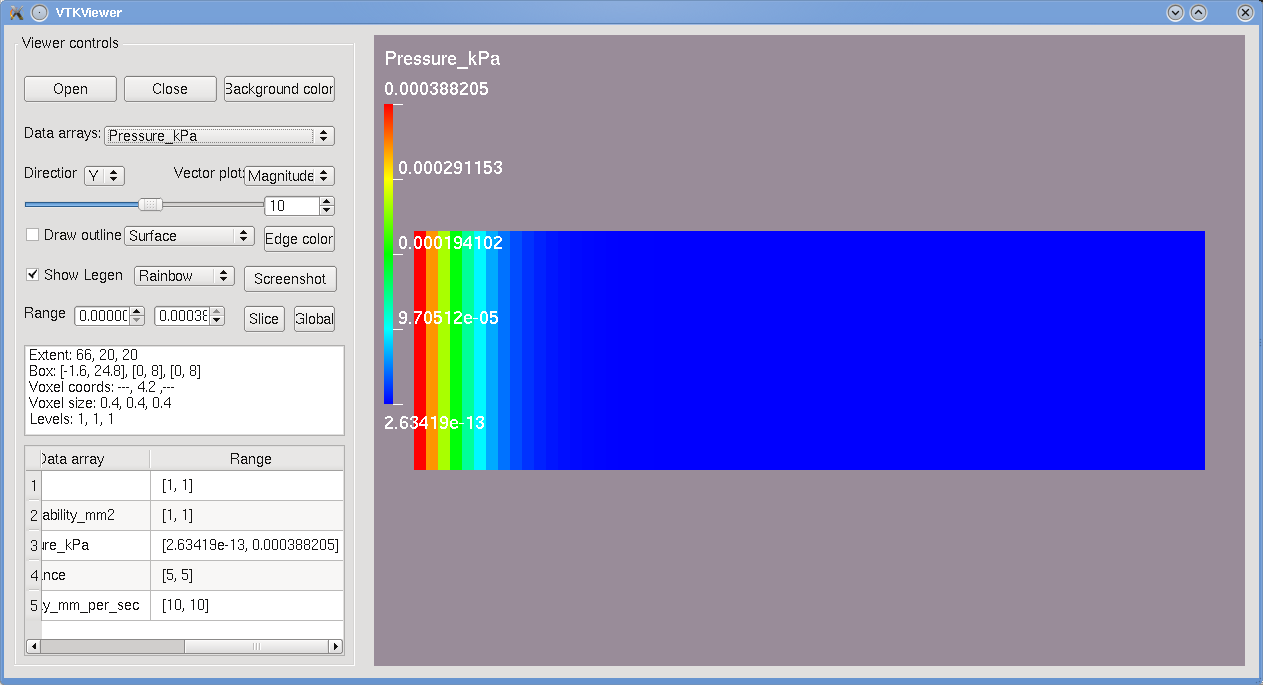 VTKViewer
Viewer controls
Open Close Background color
Data arrays: Pressure_kPa
Direction Y Vector plot: Magnitude
10
Draw outline Surface Edge color
Show Legen Rainbow Screenshot
Range 0.00000 0.00038 Slice Global
Extent: 66, 20, 20
Box: [-1.6, 24.8], [0, 8], [0, 8]
Voxel coords: ---, 4.2 ,---
Voxel size: 0.4, 0.4, 0.4
Levels: 1, 1, 1
Data array Range
1 [1, 1]
2 ability_mm2 [1, 1]
3 ure_kPa [2.63419e-13, 0.000388205]
4 nce [5, 5]
5 y_mm_per_sec [10, 10]
Pressure_kPa
0.000388205
0.000291153
0.000194102
9.70512e-05
2.63419e-13